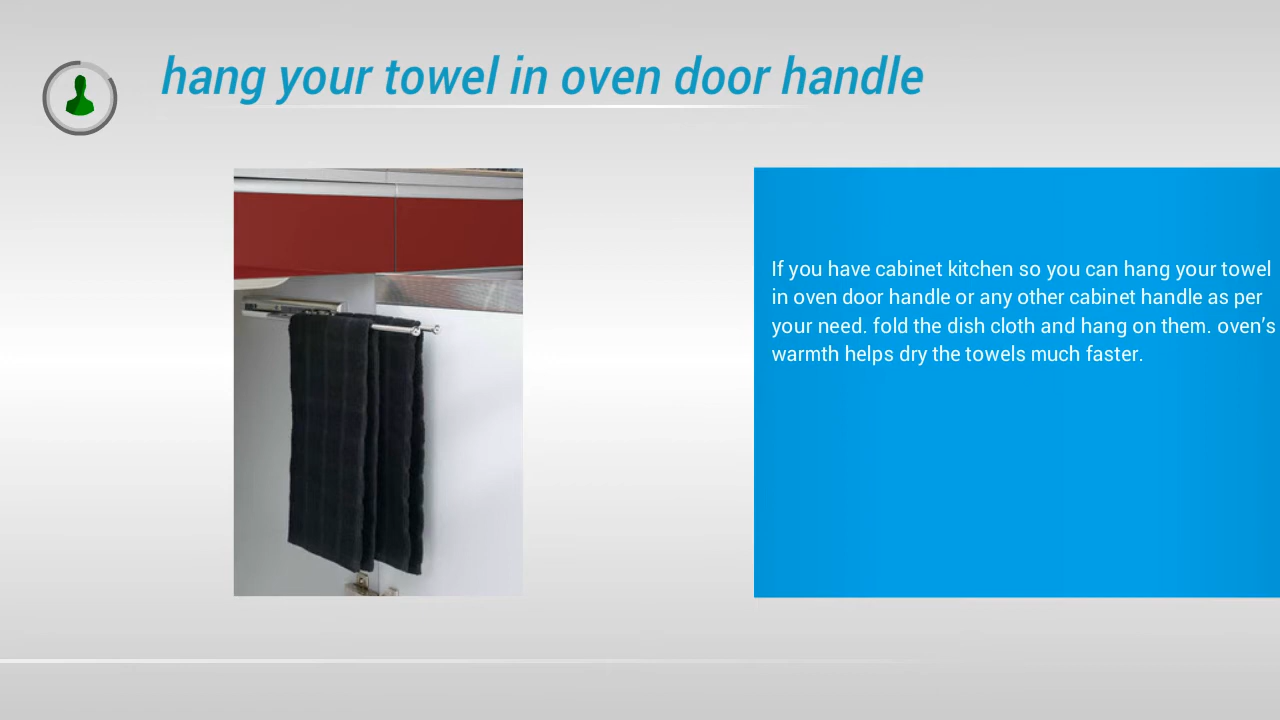 hang your towel in oven door handle
If you have cabinet kitchen so you can hang your towel
in oven door handle or any other cabinet handle as per
your need. fold the dish cloth and hang on them. oven’s
warmth helps dry the towels much faster.